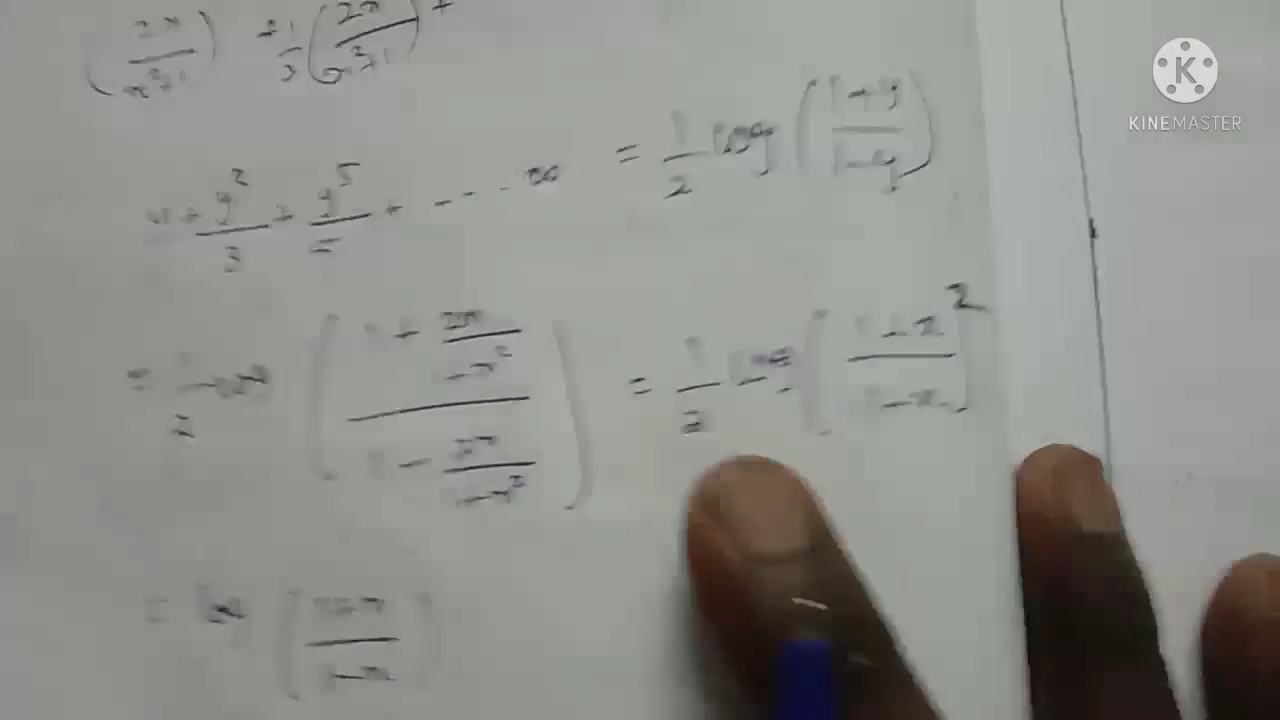 (2x/x²+1) + 1/3 (2x/x²+1) +
K
KINEMASTER
y + y³/3 + y⁵/5 + - - - ∞ = 1/2 log (1+y/1-y)
= 1/2 log (1 + 2x/1-x² / 1 - 2x/1-x²) = 1/2 log [1+x/1-x]²
= log [1+x/1-x]